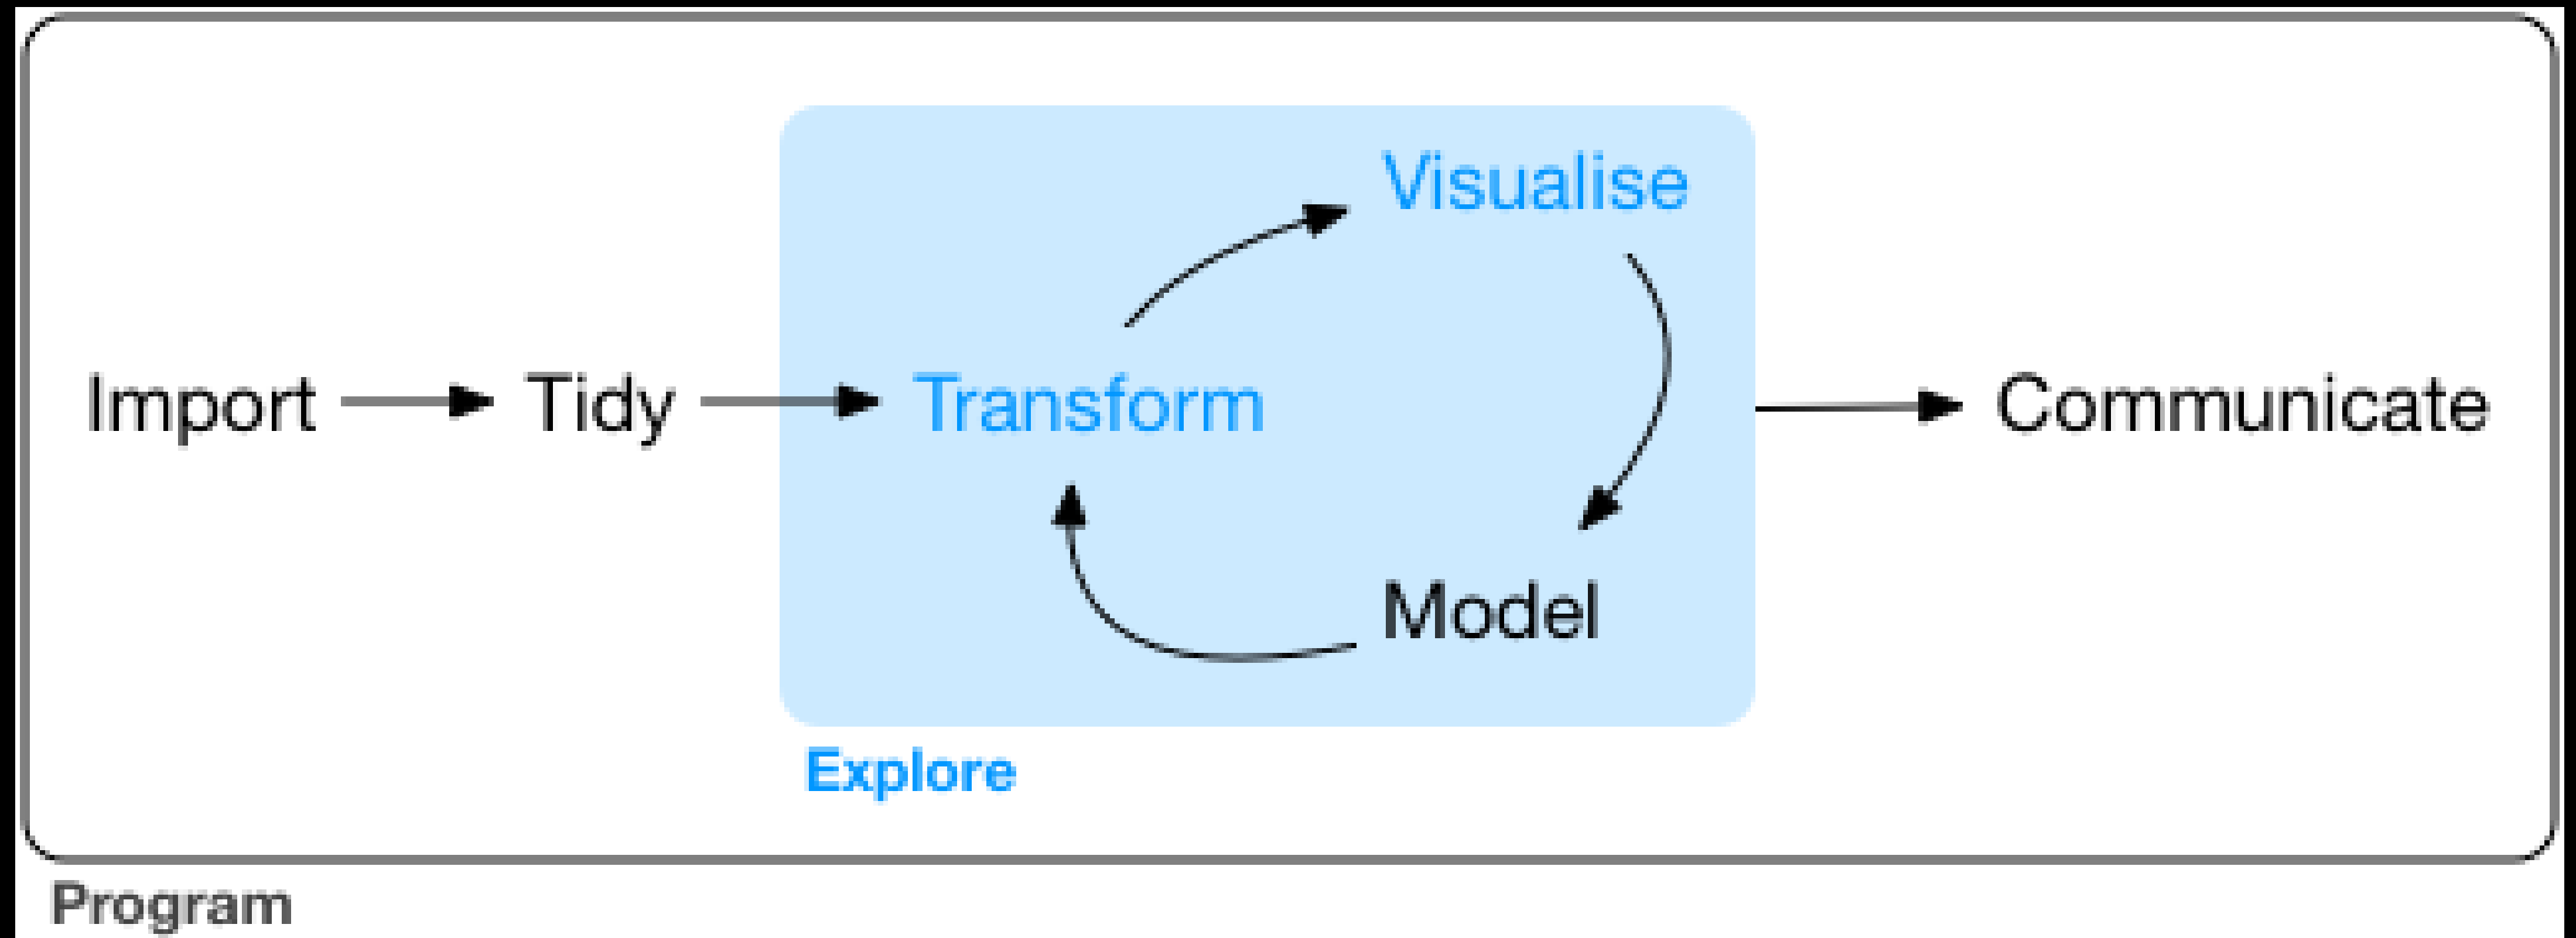 Visualise
Import Tidy Transform Communicate
Model
Explore
Program